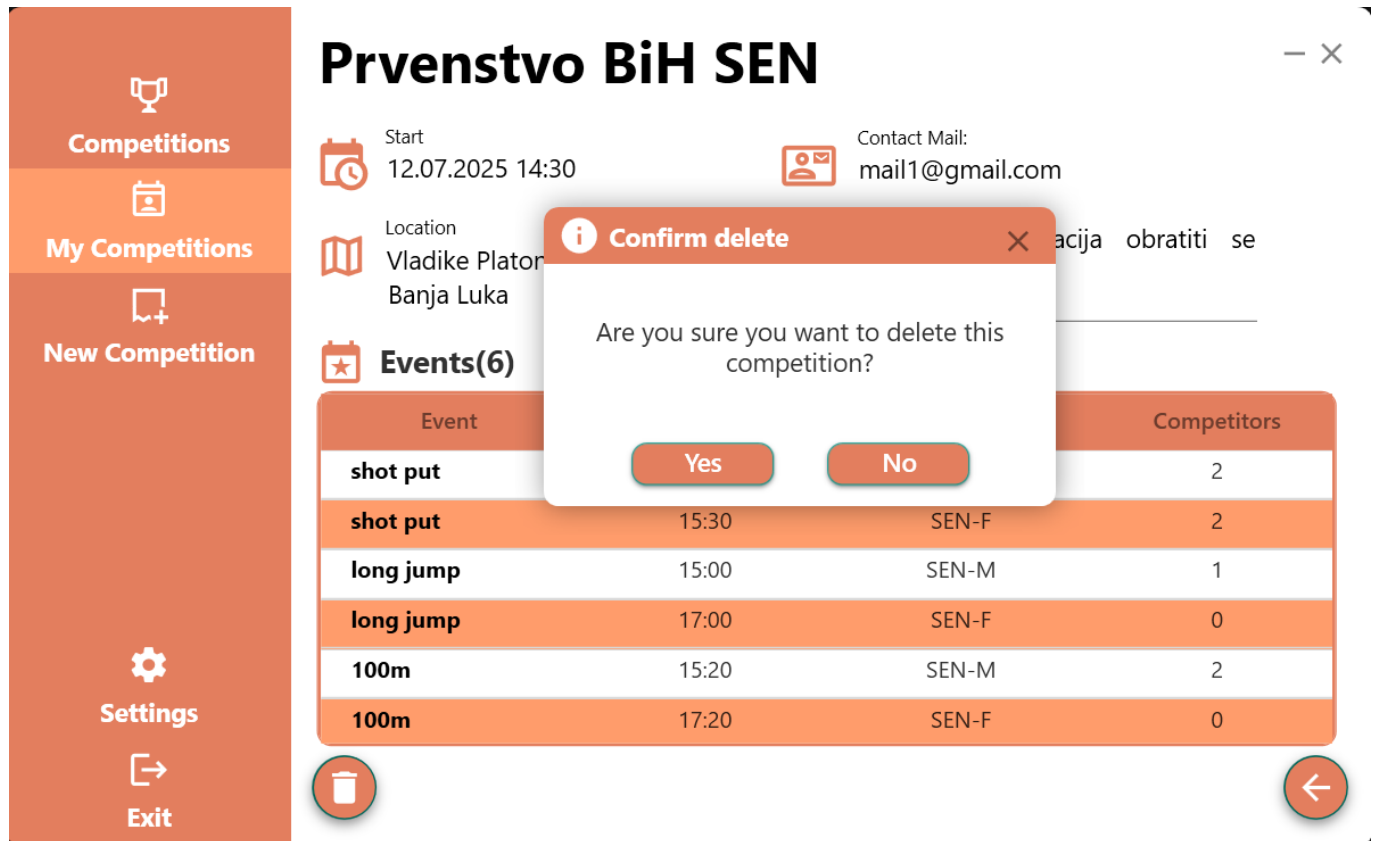 Competitions
My Competitions
New Competition
Settings
Exit
Prvenstvo BiH SEN
Start
12.07.2025 14:30
Contact Mail:
mail1@gmail.com
Location
Vladike
Banja Luka
obratiti se
Confirm delete
Are you sure you want to delete this
competition?
Yes
No
Events(6)
Event
Competitors
shot put
2
shot put 15:30 SEN-F 2
long jump 15:00 SEN-M 1
long jump 17:00 SEN-F 0
100m 15:20 SEN-M 2
100m 17:20 SEN-F 0